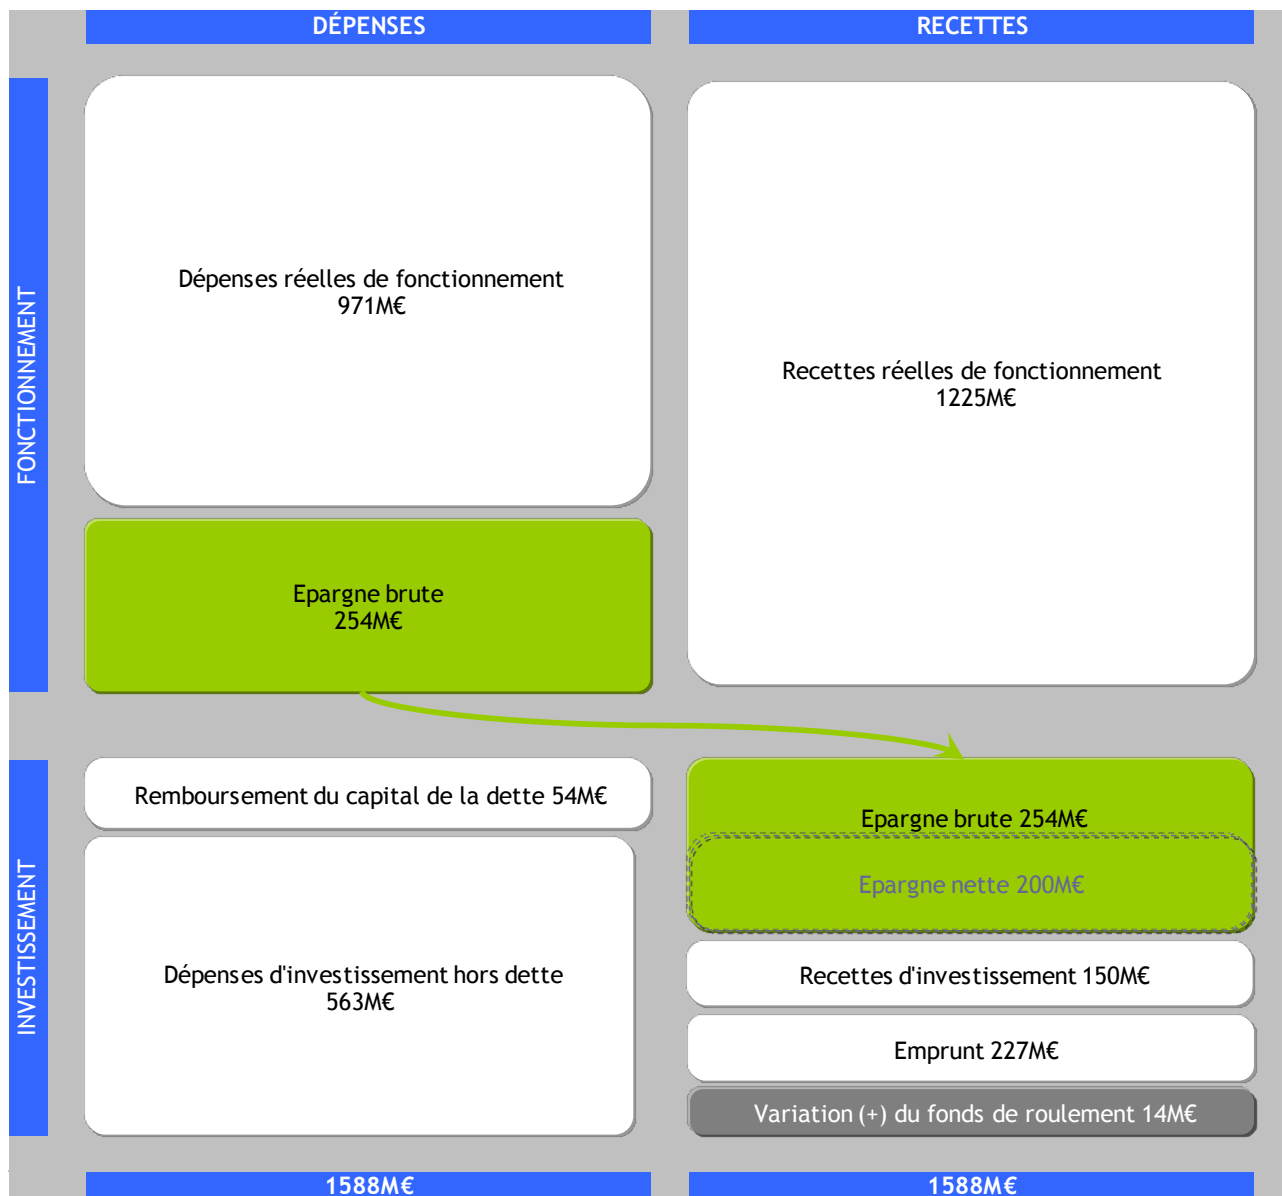 DÉPENSES
RECETTES
FONCTIONNEMENT
Dépenses réelles de fonctionnement
971M€
Recettes réelles de fonctionnement
1225M€
Epargne brute
254M€
INVESTISSEMENT
Remboursement du capital de la dette 54M€
Dépenses d'investissement hors dette
563M€
Epargne brute 254M€
Epargne nette 200M€
Recettes d'investissement 150M€
Emprunt 227M€
Variation (+) du fonds de roulement 14M€
1588M€
1588M€